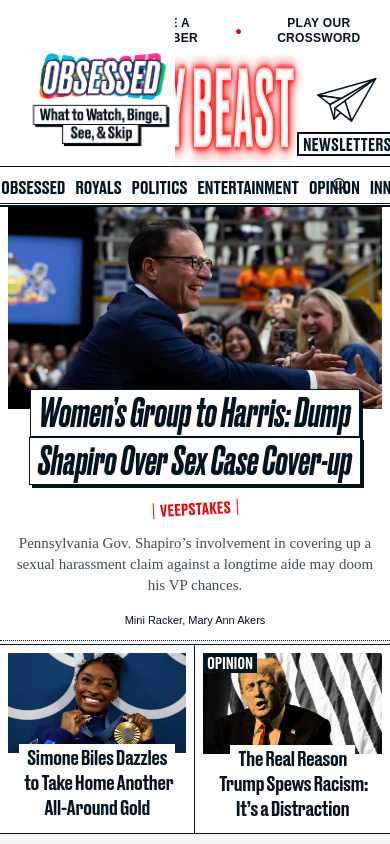 PLAY OUR
CROSSWORD
OBSESSED
What to Watch, Binge,
See, & Skip
BEAST
NEWSLETTERS
OBSESSED ROYALS POLITICS ENTERTAINMENT OPINION INN
Women's Group to Harris: Dump
Shapiro Over Sex Case Cover-up
VEEPSTAKES
Pennsylvania Gov. Shapiro's involvement in covering up a
sexual harassment claim against a longtime aide may doom
his VP chances.
Mini Racker, Mary Ann Akers
Simone Biles Dazzles
to Take Home Another
All-Around Gold
OPINION
The Real Reason
Trump Spews Racism:
It's a Distraction